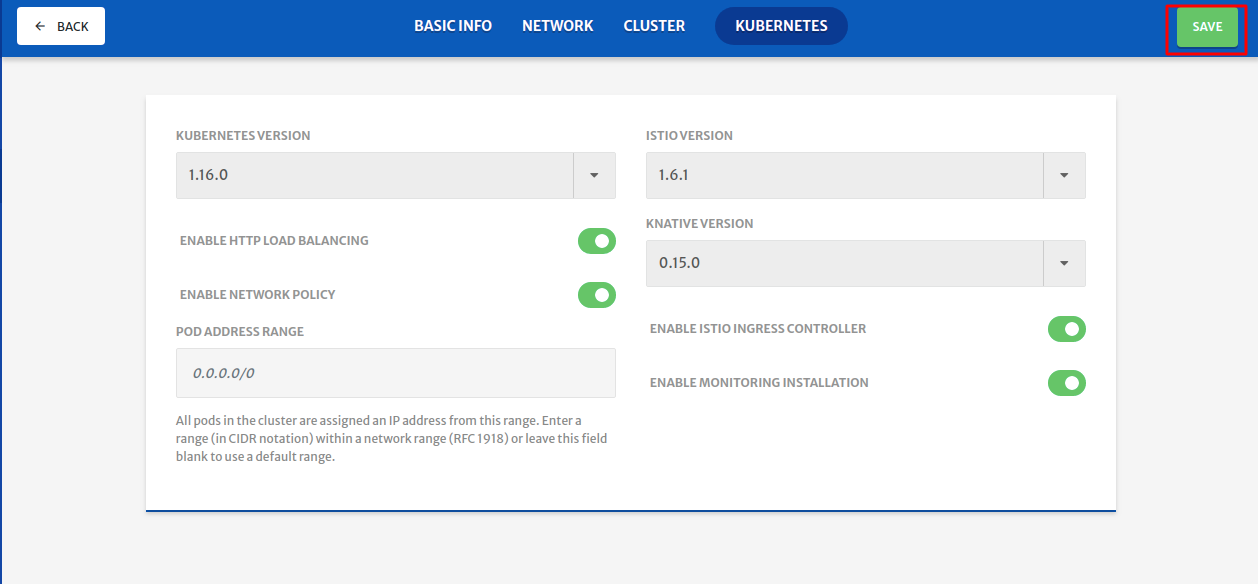 BACK
BASIC INFO
NETWORK
CLUSTER
KUBERNETES
SAVE
KUBERNETES VERSION
1.16.0
ENABLE HTTP LOAD BALANCING
ENABLE NETWORK POLICY
POD ADDRESS RANGE
0.0.0.0/0
All pods in the cluster are assigned an IP address from this range. Enter a
range (in CIDR notation) within a network range (RFC 1918) or leave this field
blank to use a default range.
ISTIO VERSION
1.6.1
KNATIVE VERSION
0.15.0
ENABLE ISTIO INGRESS CONTROLLER
ENABLE MONITORING INSTALLATION